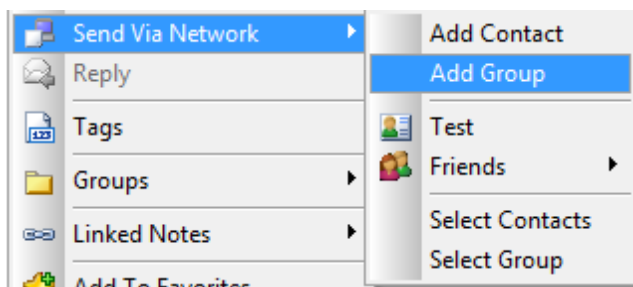 Send Via Network
Reply
Tags
Groups
Linked Notes
Add To Favorites
Add Contact
Add Group
Test
Friends
Select Contacts
Select Group